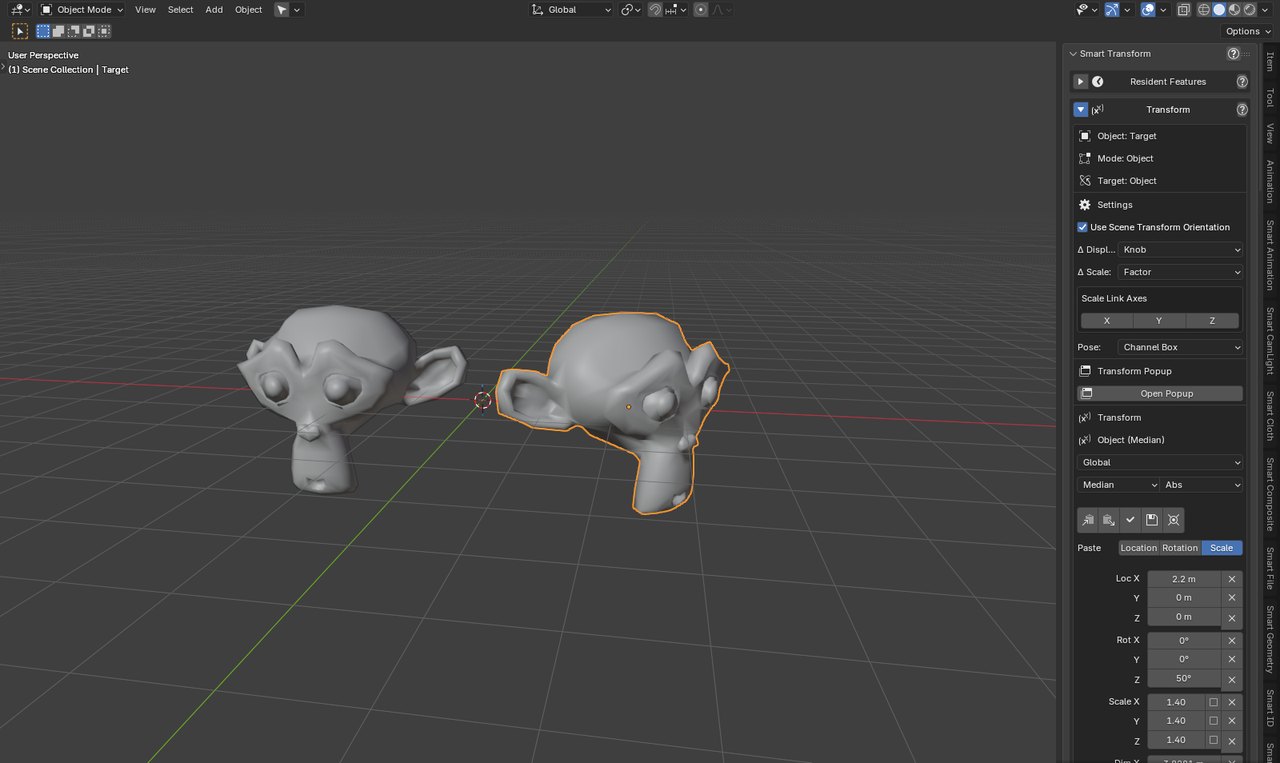 Object Mode View Select Add Object Global
Options
User Perspective
(1) Scene Collection | Target
Smart Transform
Resident Features
Transform
Object: Target
Mode: Object
Target: Object
Settings
Use Scene Transform Orientation
Δ Displ... Knob
Δ Scale: Factor
Scale Link Axes
X Y Z
Pose: Channel Box
Transform Popup
Open Popup
Transform
Object (Median)
Global
Median Abs
Paste Location Rotation Scale
Loc X 2.2 m
Y 0 m
Z 0 m
Rot X 0°
Y 0°
Z 50°
Scale X 1.40
Y 1.40
Z 1.40
Dim X
Item
Tool
View
Animation
Smart Animation
Smart CamLight
Smart Cloth
Smart Composite
Smart File
Smart Geometry
Smart ID